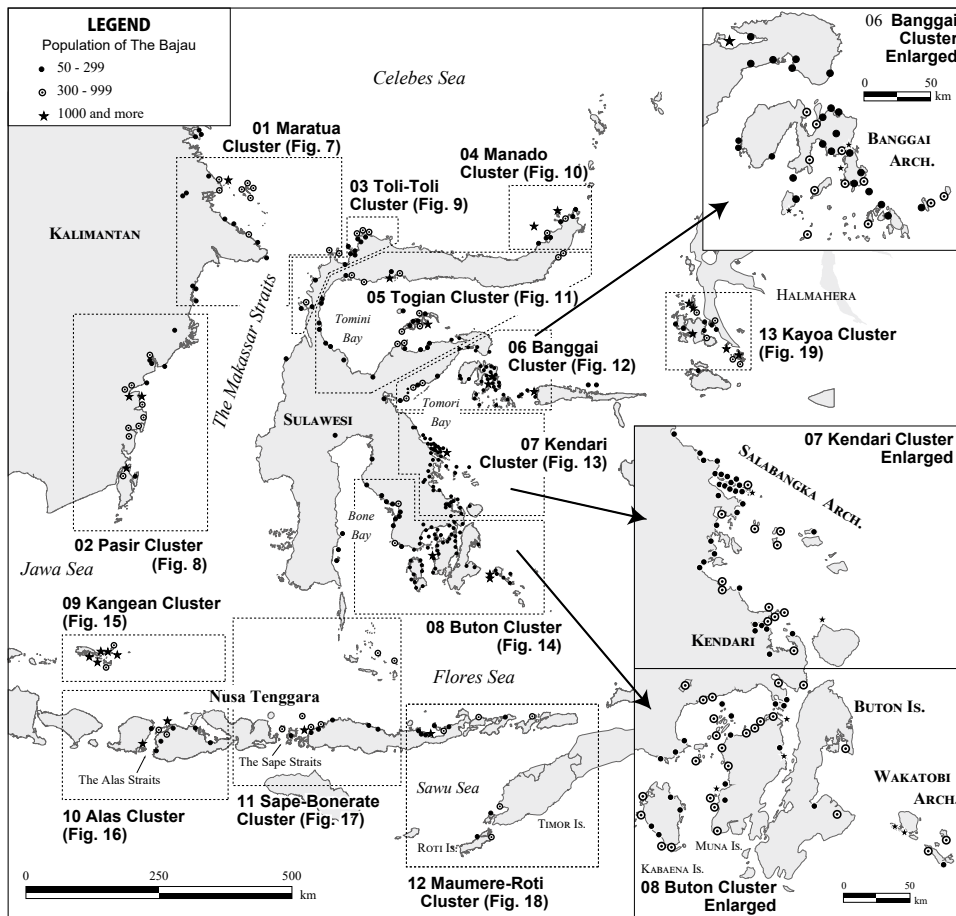 LEGEND
Population of The Bajau
50 - 299
300 - 999
1000 and more
Celebes Sea
06 Banggai
Cluster
Enlarged
0 50
km
BANGGAI
ARCH.
01 Maratua
Cluster (Fig. 7)
03 Toli-Toli
Cluster (Fig. 9)
04 Manado
Cluster (Fig. 10)
KALIMANTAN
The Makassar Straits
05 Togian Cluster (Fig. 11)
Tomini
Bay
HALMAHERA
13 Kayoa Cluster
(Fig. 19)
06 Banggai
Cluster (Fig. 12)
Tomori
Bay
SULAWESI
07 Kendari
Cluster (Fig. 13)
07 Kendari Cluster
Enlarged
SALABANGKA ARCH.
KENDARI
02 Pasir Cluster
(Fig. 8)
Bone
Bay
Jawa Sea
09 Kangean Cluster
(Fig. 15)
08 Buton Cluster
(Fig. 14)
Nusa Tenggara
Flores Sea
BUTON IS.
WAKATOBI
ARCH.
The Alas Straits
The Sape Straits
Sawu Sea
10 Alas Cluster
(Fig. 16)
11 Sape-Bonerate
Cluster (Fig. 17)
TIMOR IS.
ROTI IS.
MUNA IS.
KABAENA IS.
12 Maumere-Roti
Cluster (Fig. 18)
08 Buton Cluster
Enlarged
0 250 500
km
0 50
km